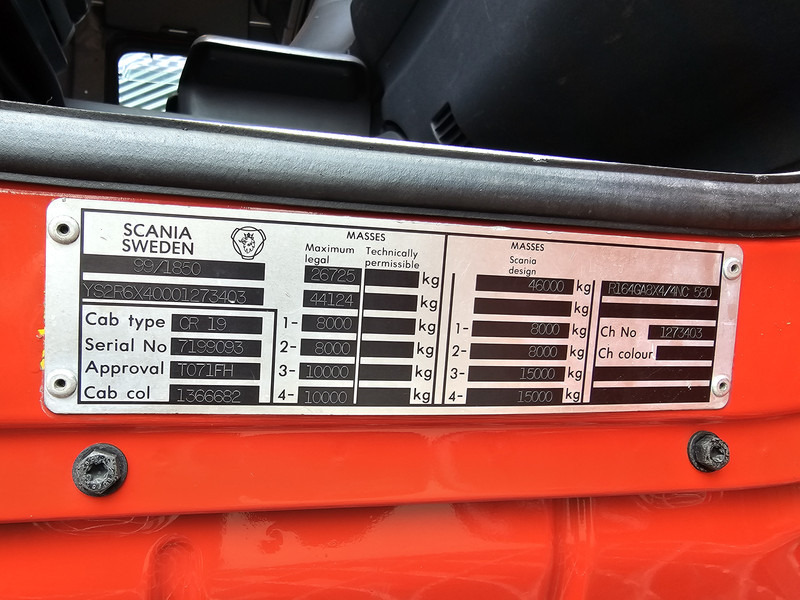 SCANIA
SWEDEN
99/1850
YS2R6X40001273403
Cab type CR 19
Serial No 7199093
Approval T071FH
Cab col 1366682
MASSES
Maximum legal
Technically permissible
26725 kg
44124 kg
1- 8000 kg
2- 8000 kg
3- 10000 kg
4- 10000 kg
MASSES
Scania design
46000 kg
kg
1- 8000 kg
2- 8000 kg
3- 15000 kg
4- 15000 kg
R164GA8X4/4NC 580
Ch No 1273403
Ch colour